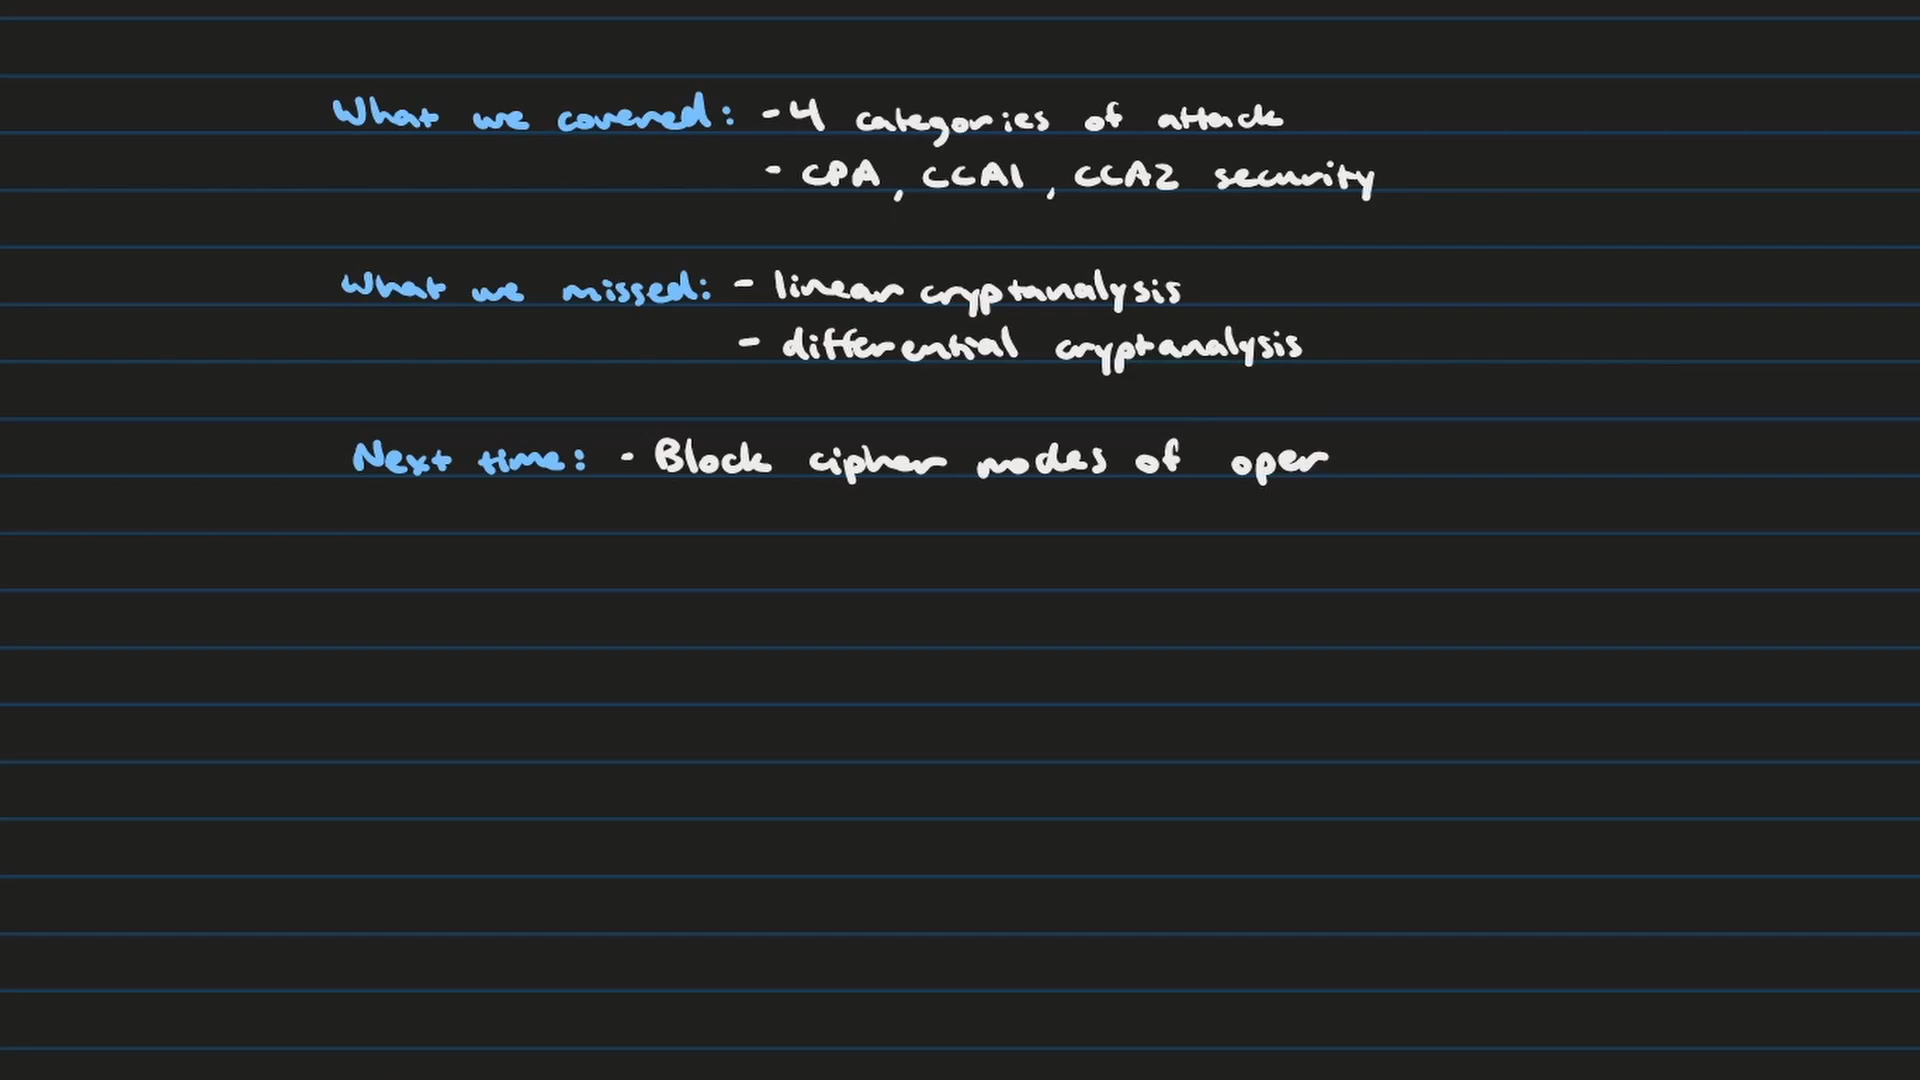 What we covered: - 4 categories of attack
- CPA, CCA1, CCA2 security
What we missed: - linear cryptanalysis
- differential cryptanalysis
Next time: - Block cipher modes of oper